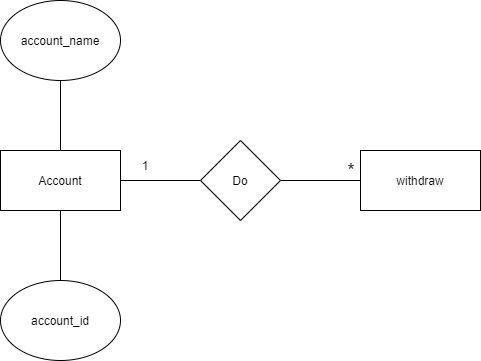 account_name
Account
1
Do
*
withdraw
account_id